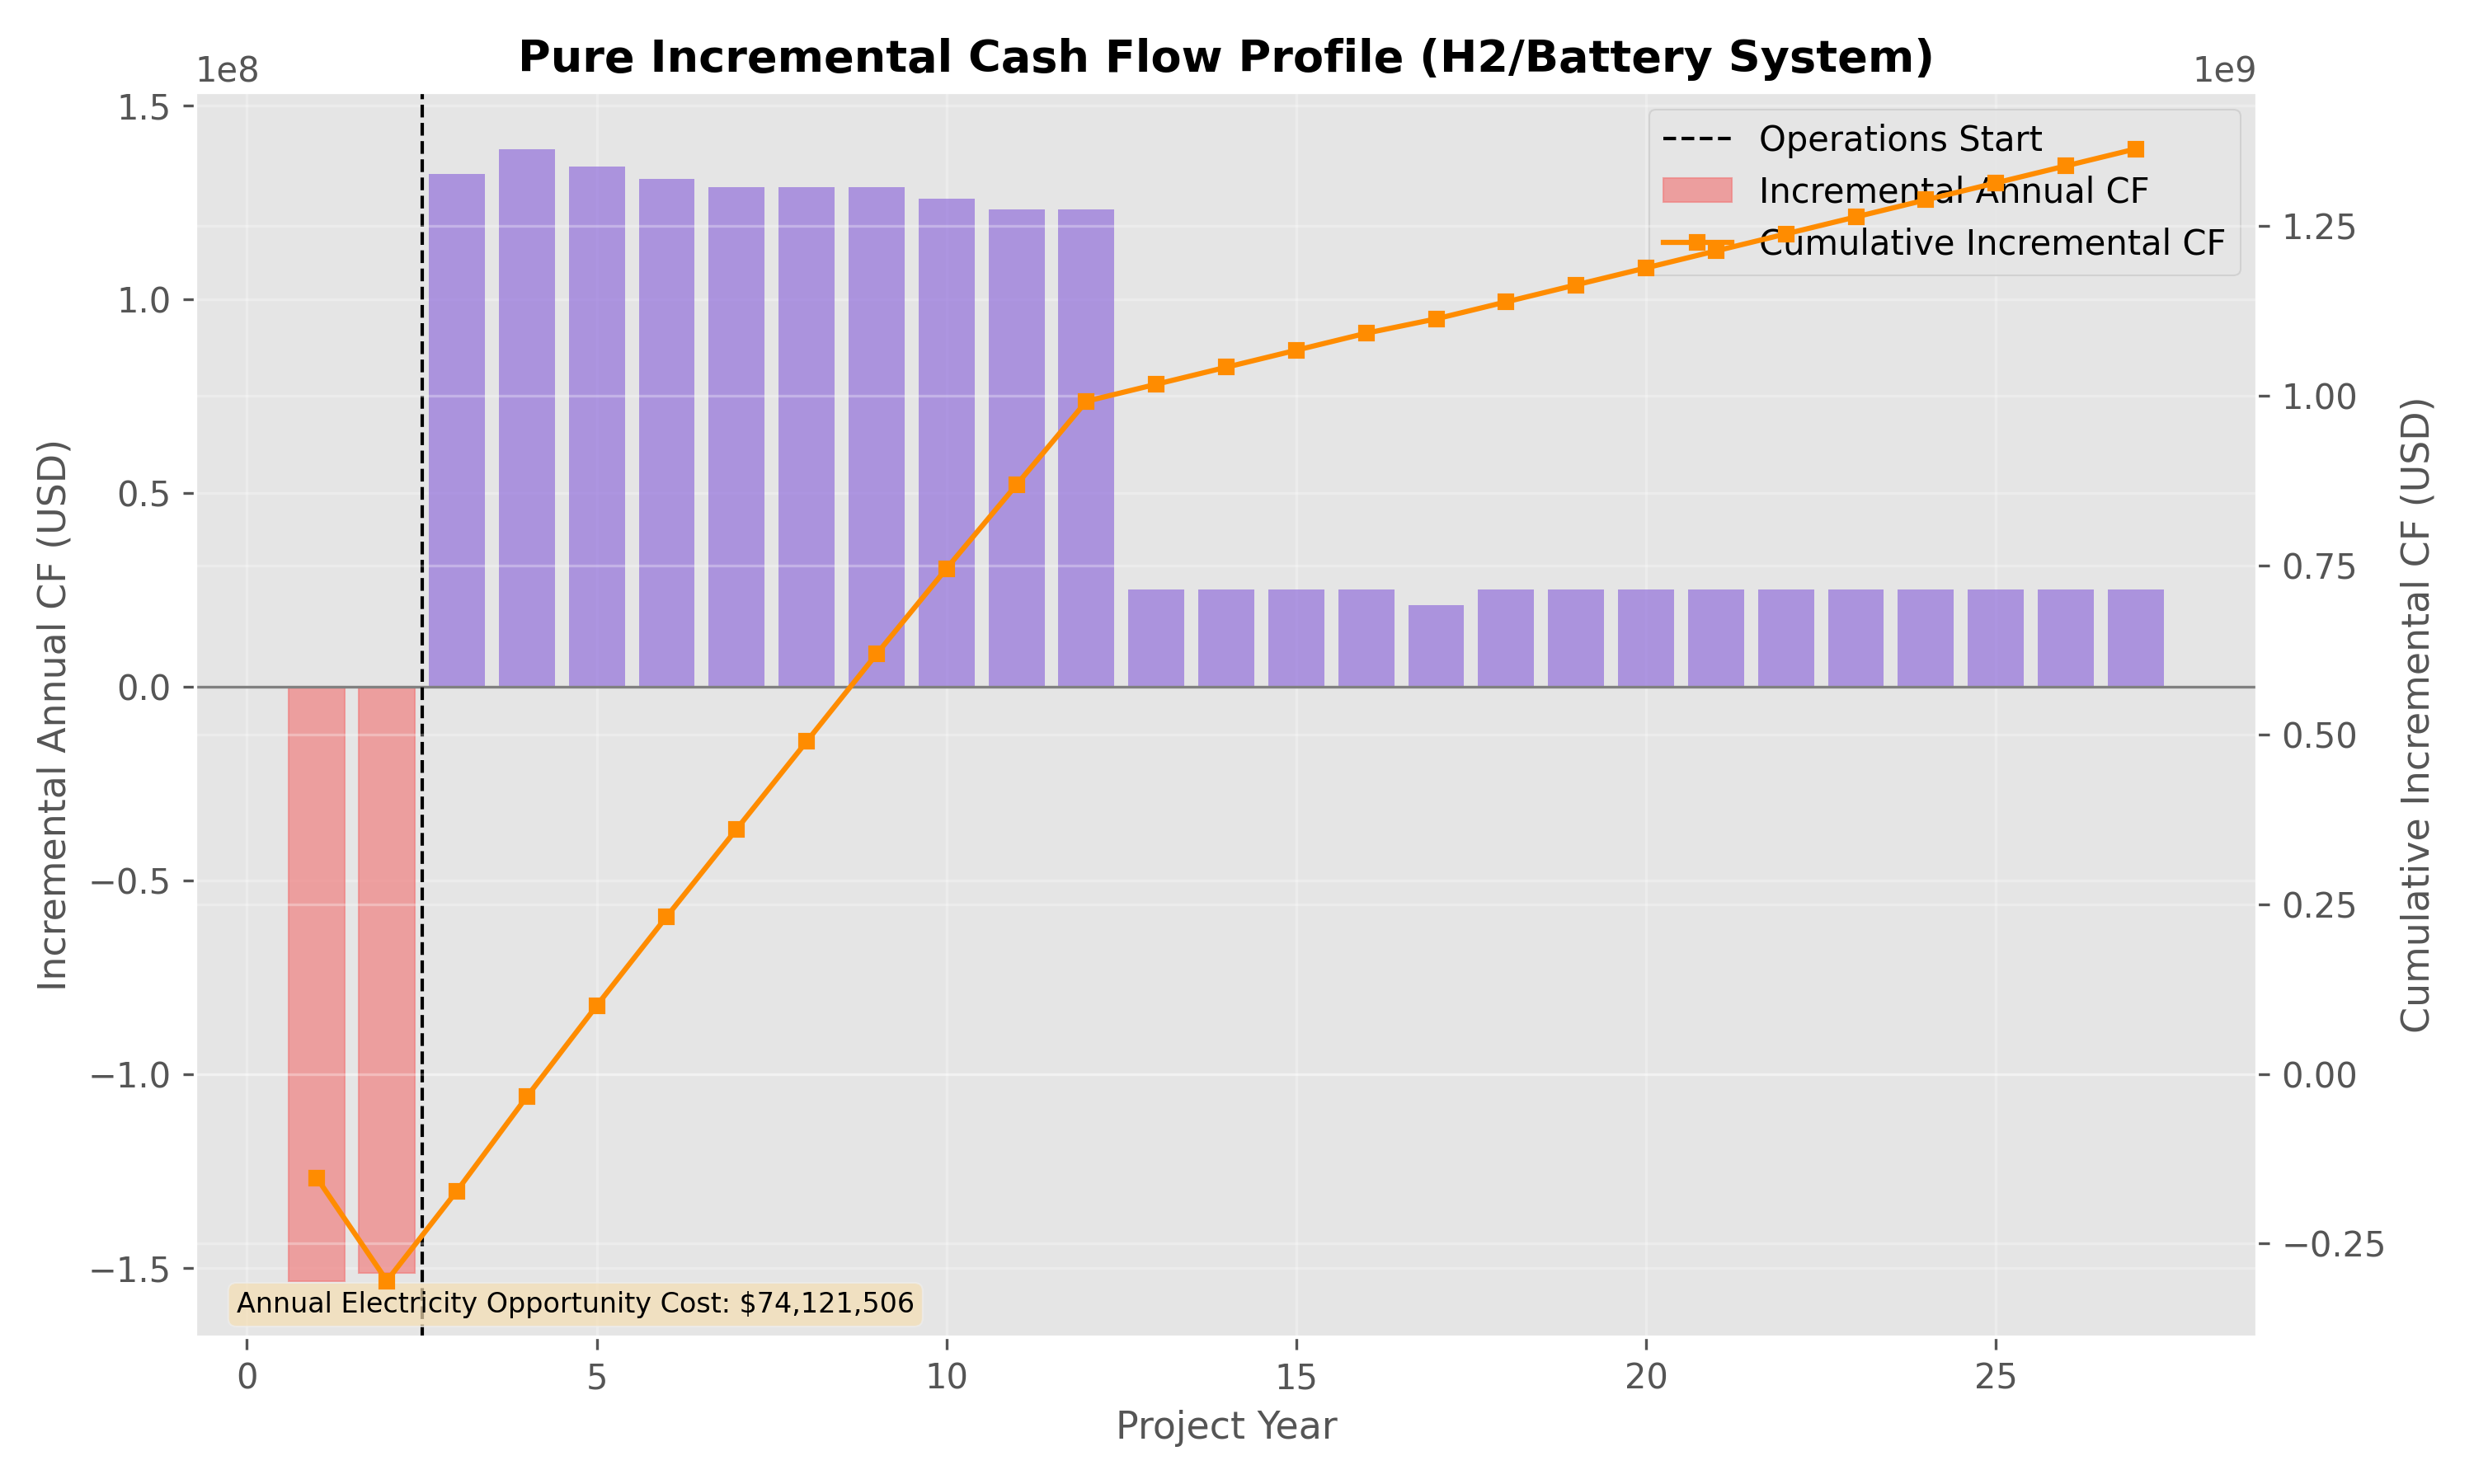 Pure Incremental Cash Flow Profile (H2/Battery System)
1e8
1e9
1.5
1.0
0.5
0.0
−0.5
−1.0
−1.5
Incremental Annual CF (USD)
Operations Start
Incremental Annual CF
Cumulative Incremental CF
1.25
1.00
0.75
0.50
0.25
0.00
−0.25
Cumulative Incremental CF (USD)
Annual Electricity Opportunity Cost: $74,121,506
0
5
10
15
20
25
Project Year